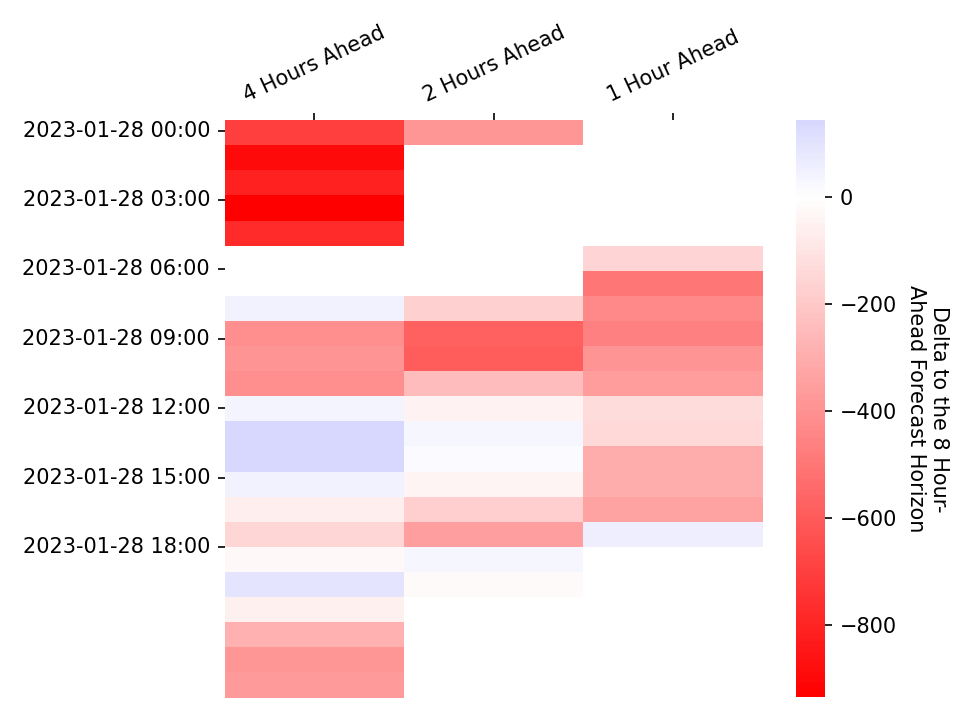 4 Hours Ahead
2 Hours Ahead
1 Hour Ahead
2023-01-28 00:00
2023-01-28 03:00
2023-01-28 06:00
2023-01-28 09:00
2023-01-28 12:00
2023-01-28 15:00
2023-01-28 18:00
0
−200
−400
−600
−800
Delta to the 8 Hour-
Ahead Forecast Horizon